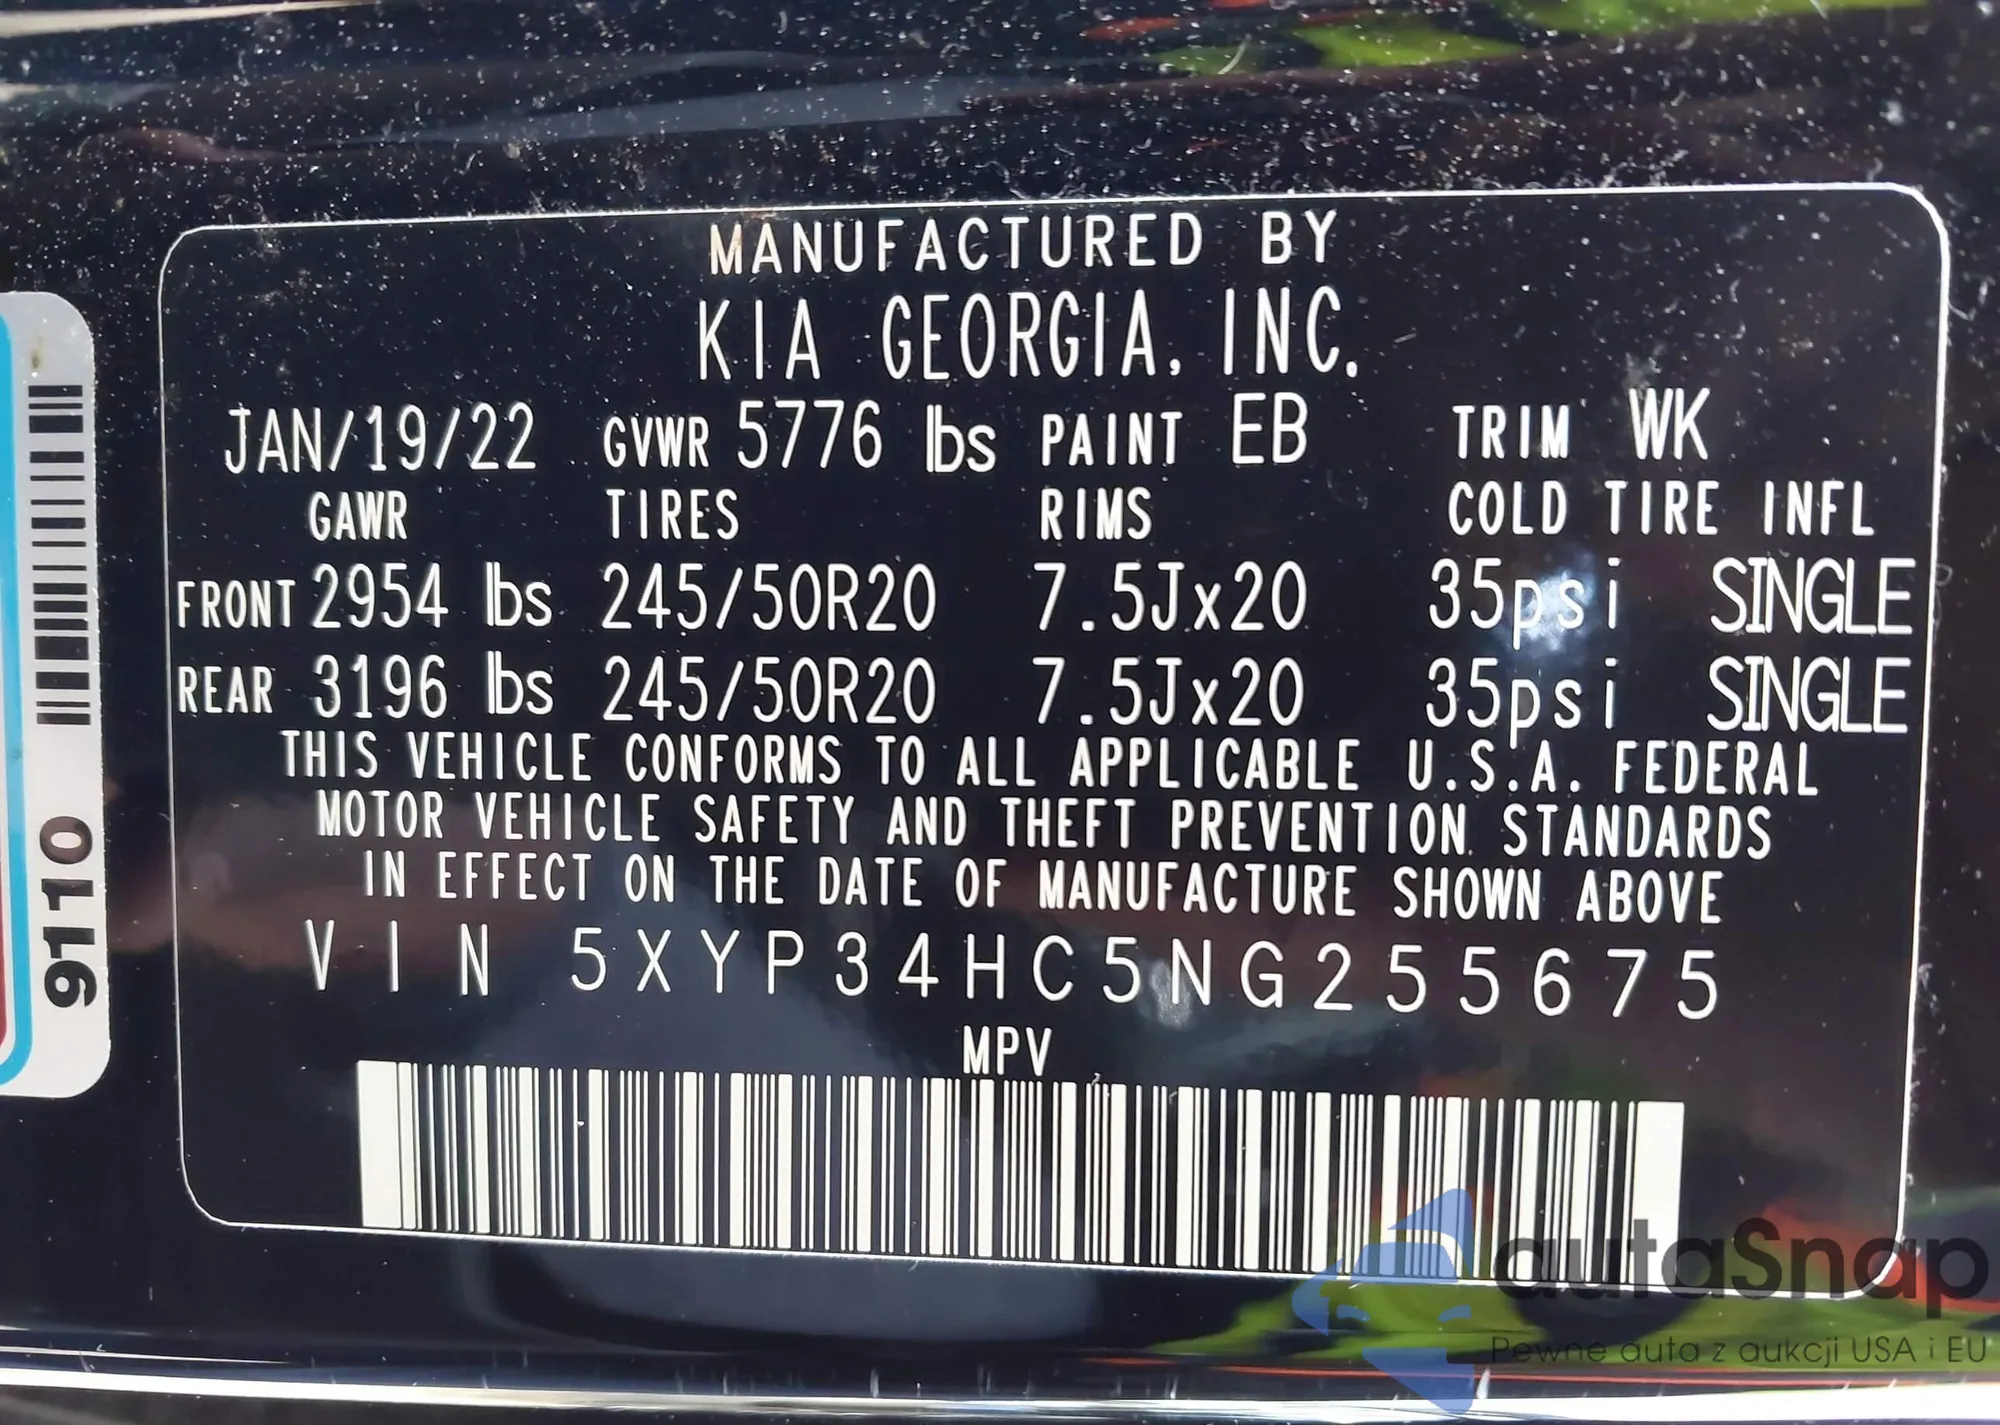 MANUFACTURED BY
KIA GEORGIA, INC.
JAN/19/22 GVWR 5776 lbs PAINT EB TRIM WK
GAWR TIRES RIMS COLD TIRE INFL
FRONT 2954 lbs 245/50R20 7.5Jx20 35psi SINGLE
REAR 3196 lbs 245/50R20 7.5Jx20 35psi SINGLE
THIS VEHICLE CONFORMS TO ALL APPLICABLE U.S.A. FEDERAL
MOTOR VEHICLE SAFETY AND THEFT PREVENTION STANDARDS
IN EFFECT ON THE DATE OF MANUFACTURE SHOWN ABOVE
VIN 5XYP34HC5NG255675
MPV
9110
autaSnap
Pewne auta z aukcji USA i EU